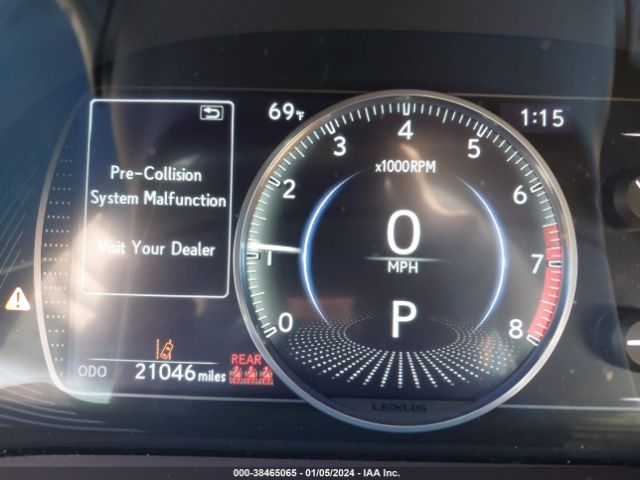 69°F
1:15
Pre-Collision
System Malfunction
Visit Your Dealer
0
1
2
3
4
5
6
7
8
x1000RPM
0
MPH
P
REAR
ODO 21046 miles
LEXUS
000-38465065 - 01/05/2024 - IAA Inc.